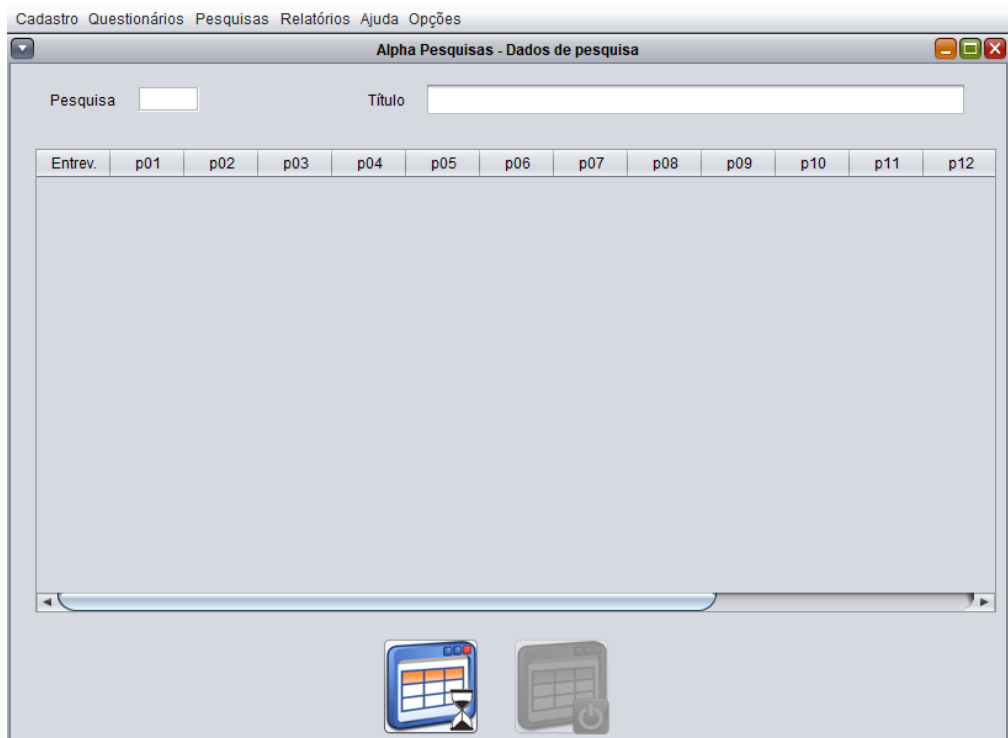 Cadastro Questionários Pesquisas Relatórios Ajuda Opções
Alpha Pesquisas - Dados de pesquisa
Pesquisa Título
Entrev. p01 p02 p03 p04 p05 p06 p07 p08 p09 p10 p11 p12